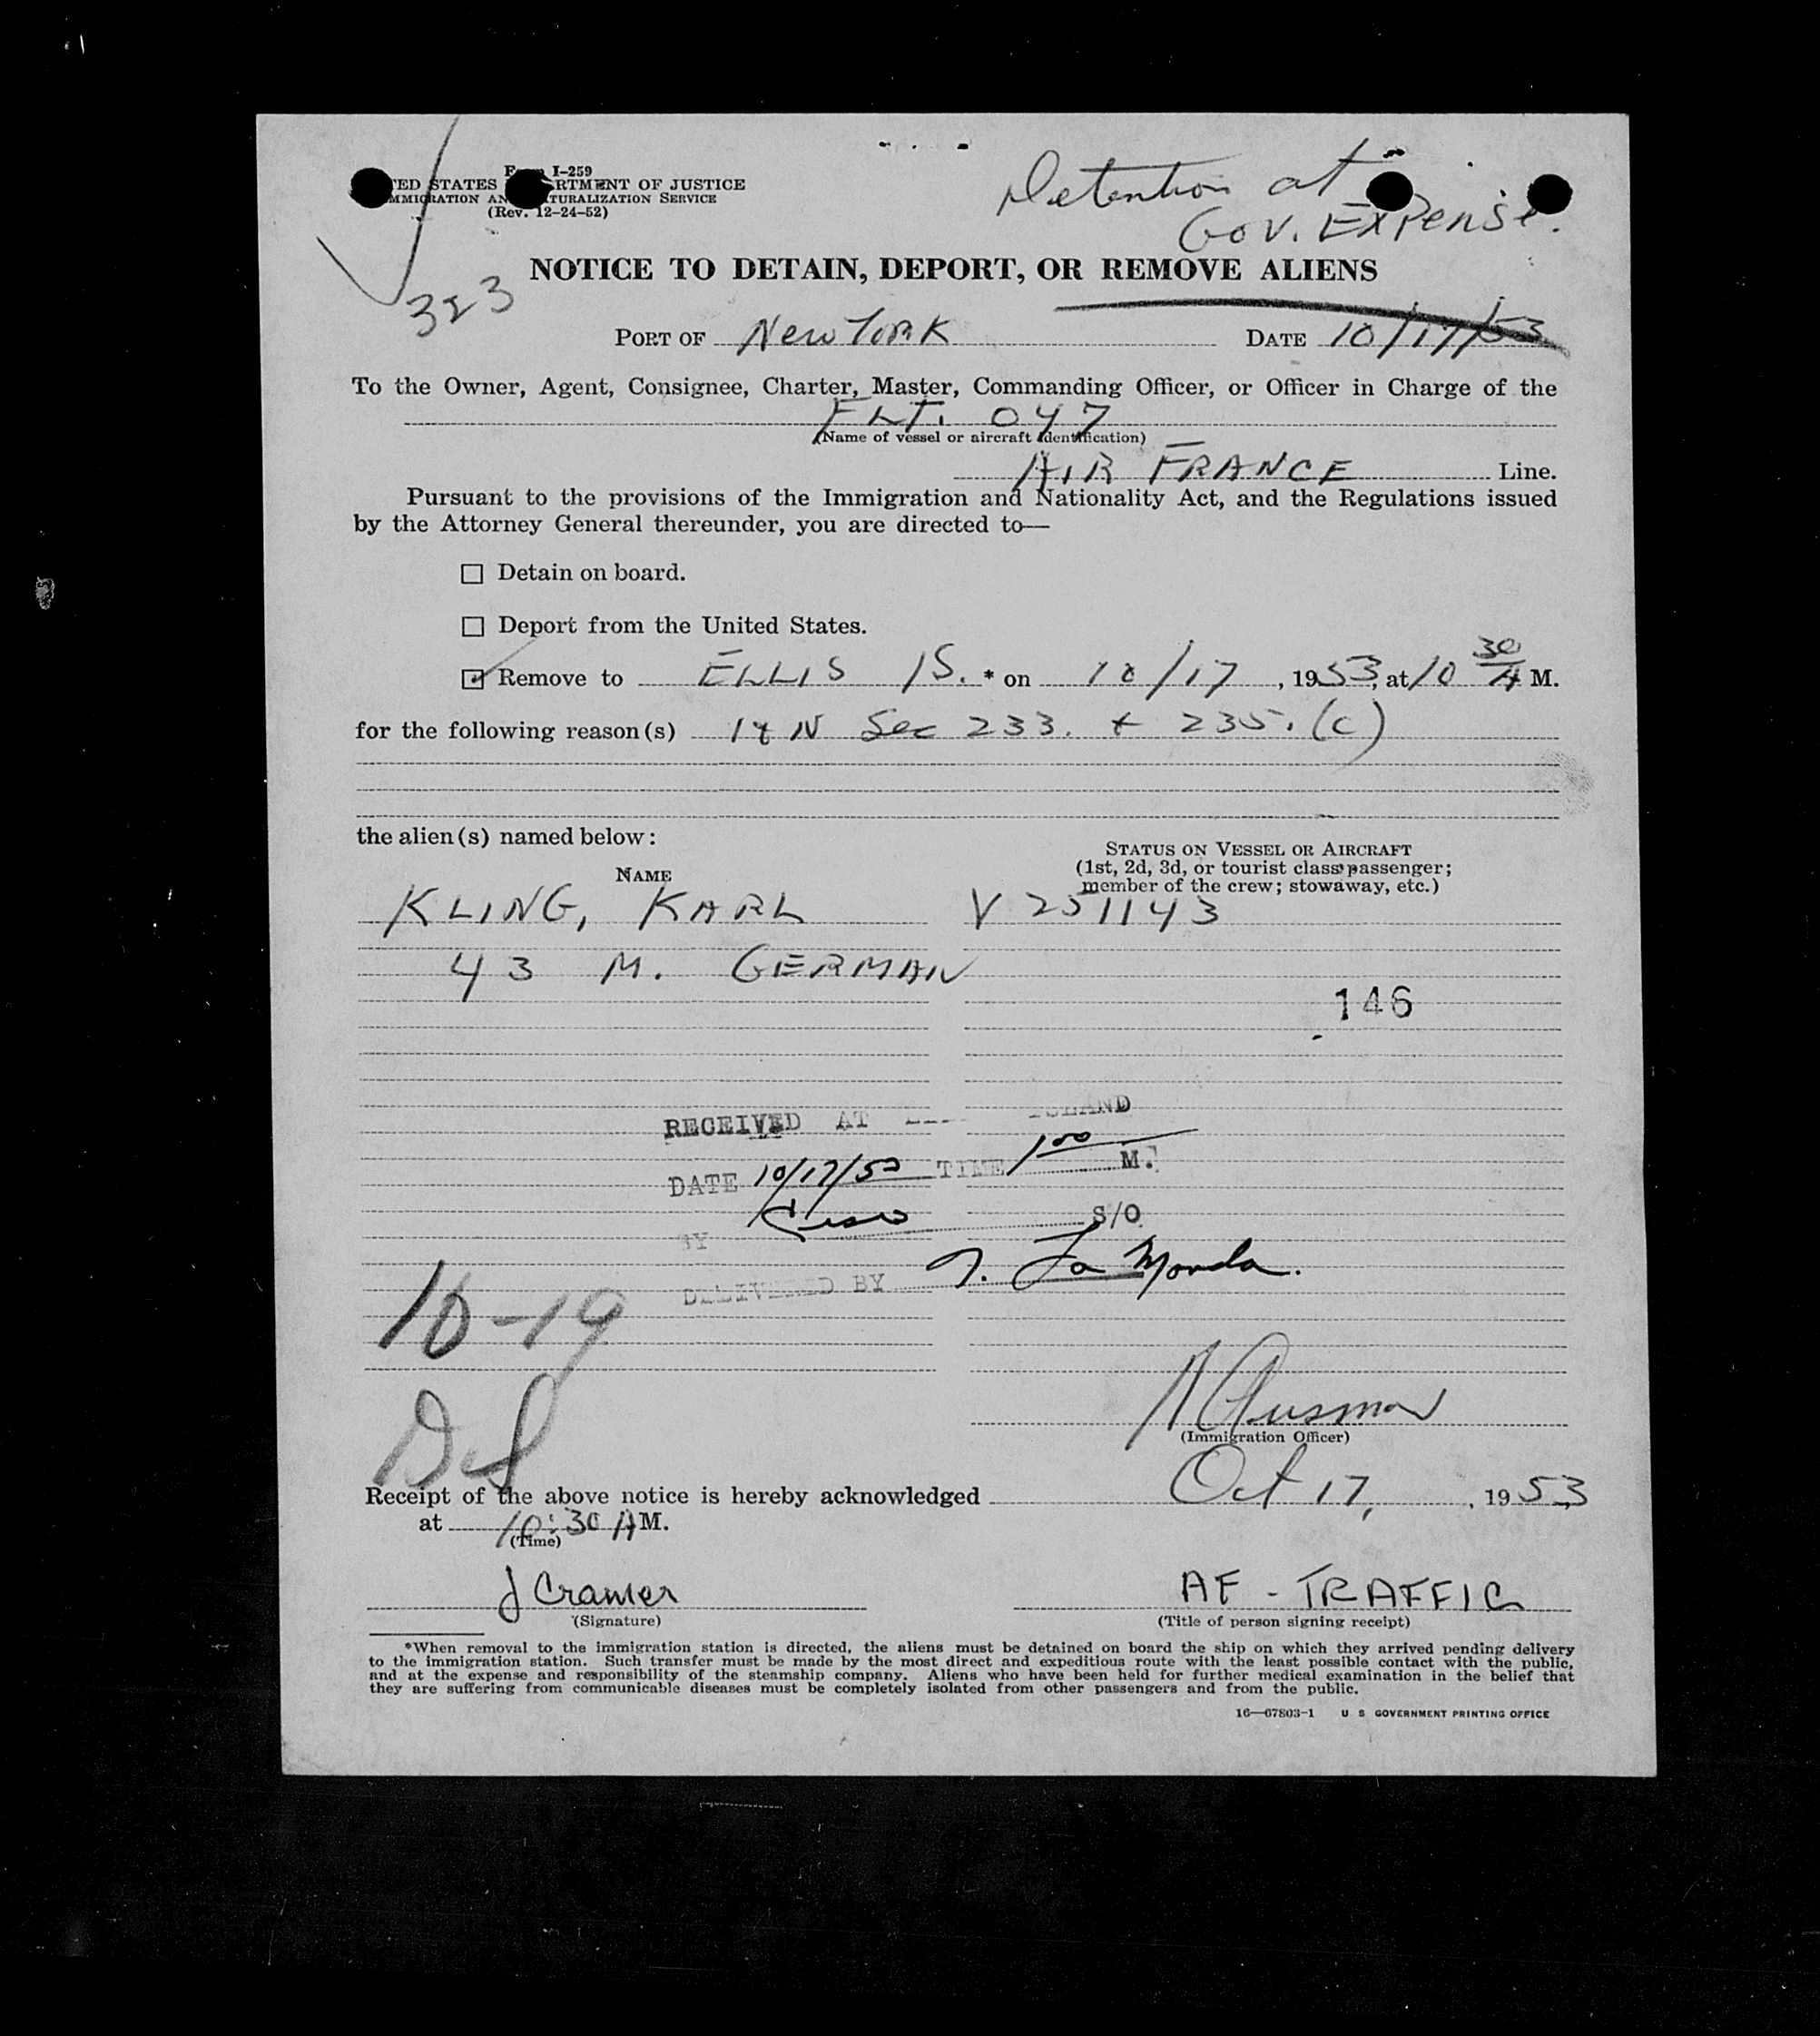 Form I-259
UNITED STATES DEPARTMENT OF JUSTICE
IMMIGRATION AND NATURALIZATION SERVICE
(Rev. 12-24-52)
Detention at
Gov. Expense.
323
NOTICE TO DETAIN, DEPORT, OR REMOVE ALIENS
PORT OF New York DATE 10/17/53
To the Owner, Agent, Consignee, Charter, Master, Commanding Officer, or Officer in Charge of the
FLT. 047
(Name of vessel or aircraft identification)
AIR FRANCE Line.
Pursuant to the provisions of the Immigration and Nationality Act, and the Regulations issued
by the Attorney General thereunder, you are directed to—
Detain on board.
Deport from the United States.
Remove to ELLIS IS. * on 10/17, 1953, at 10 30 A M.
for the following reason(s) I & N Sec 233. + 235. (c)
the alien(s) named below:
NAME
STATUS ON VESSEL OR AIRCRAFT
(1st, 2d, 3d, or tourist class passenger;
member of the crew; stowaway, etc.)
KLING, KARL V 251143
43 M. GERMAN
146
RECEIVED AT ISLAND
DATE 10/17/53 TIME 1 00 M.
BY S/O
DELIVERED BY
10-19
(Immigration Officer)
Receipt of the above notice is hereby acknowledged Oct 17, 1953
at 10:30 AM.
(Time)
J Cramer AF - TRAFFIC
(Signature) (Title of person signing receipt)
*When removal to the immigration station is directed, the aliens must be detained on board the ship on which they arrived pending delivery
to the immigration station. Such transfer must be made by the most direct and expeditious route with the least possible contact with the public,
and at the expense and responsibility of the steamship company. Aliens who have been held for further medical examination in the belief that
they are suffering from communicable diseases must be completely isolated from other passengers and from the public.
16—67803-1 U S GOVERNMENT PRINTING OFFICE